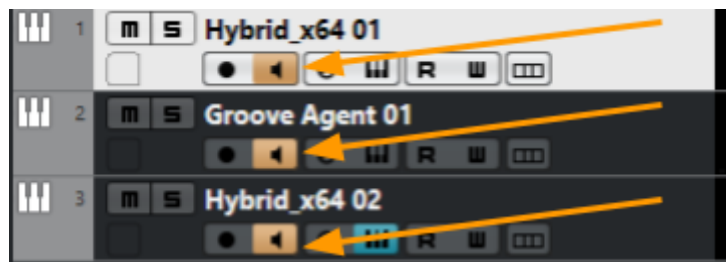 1 m S Hybrid_x64 01
R W
2 m S Groove Agent 01
R W
3 m S Hybrid_x64 02
R W